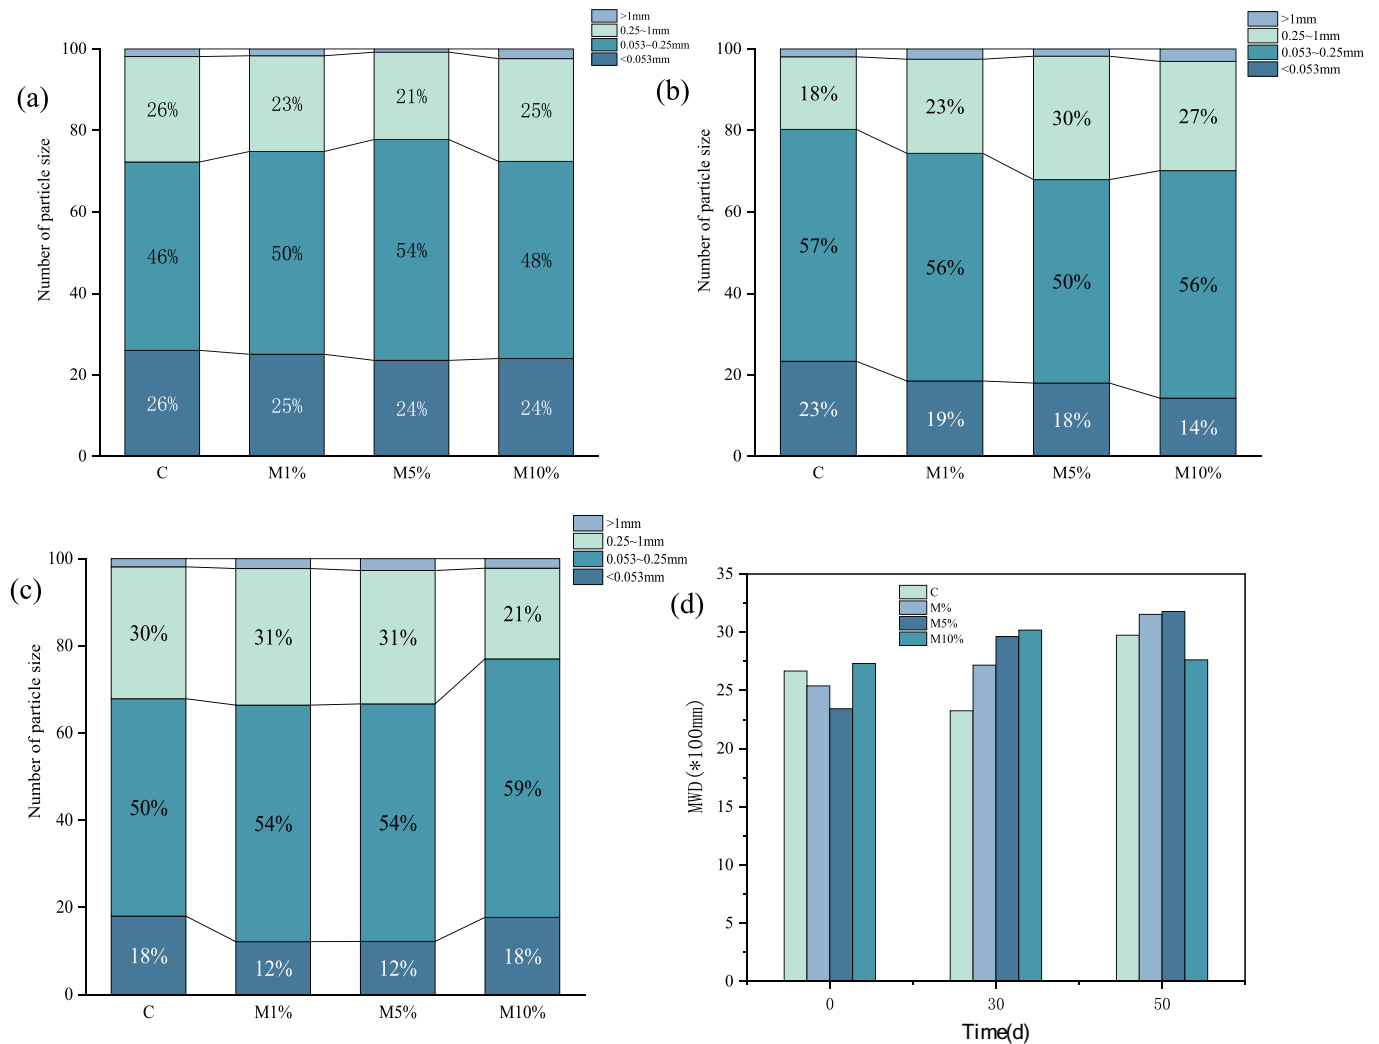 (a)
>1mm
0.25~1mm
0.053~0.25mm
<0.053mm
Number of particle size
100
80
60
40
20
0
26% 23% 21% 25%
46% 50% 54% 48%
26% 25% 24% 24%
C M1% M5% M10%
(b)
>1mm
0.25~1mm
0.053~0.25mm
<0.053mm
Number of particle size
100
80
60
40
20
0
18% 23% 30% 27%
57% 56% 50% 56%
23% 19% 18% 14%
C M1% M5% M10%
(c)
>1mm
0.25~1mm
0.053~0.25mm
<0.053mm
Number of particle size
100
80
60
40
20
0
30% 31% 31% 21%
50% 54% 54% 59%
18% 12% 12% 18%
C M1% M5% M10%
(d)
C
M%
M5%
M10%
MWD(*100mm)
35
30
25
20
15
10
5
0
0 30 50
Time(d)